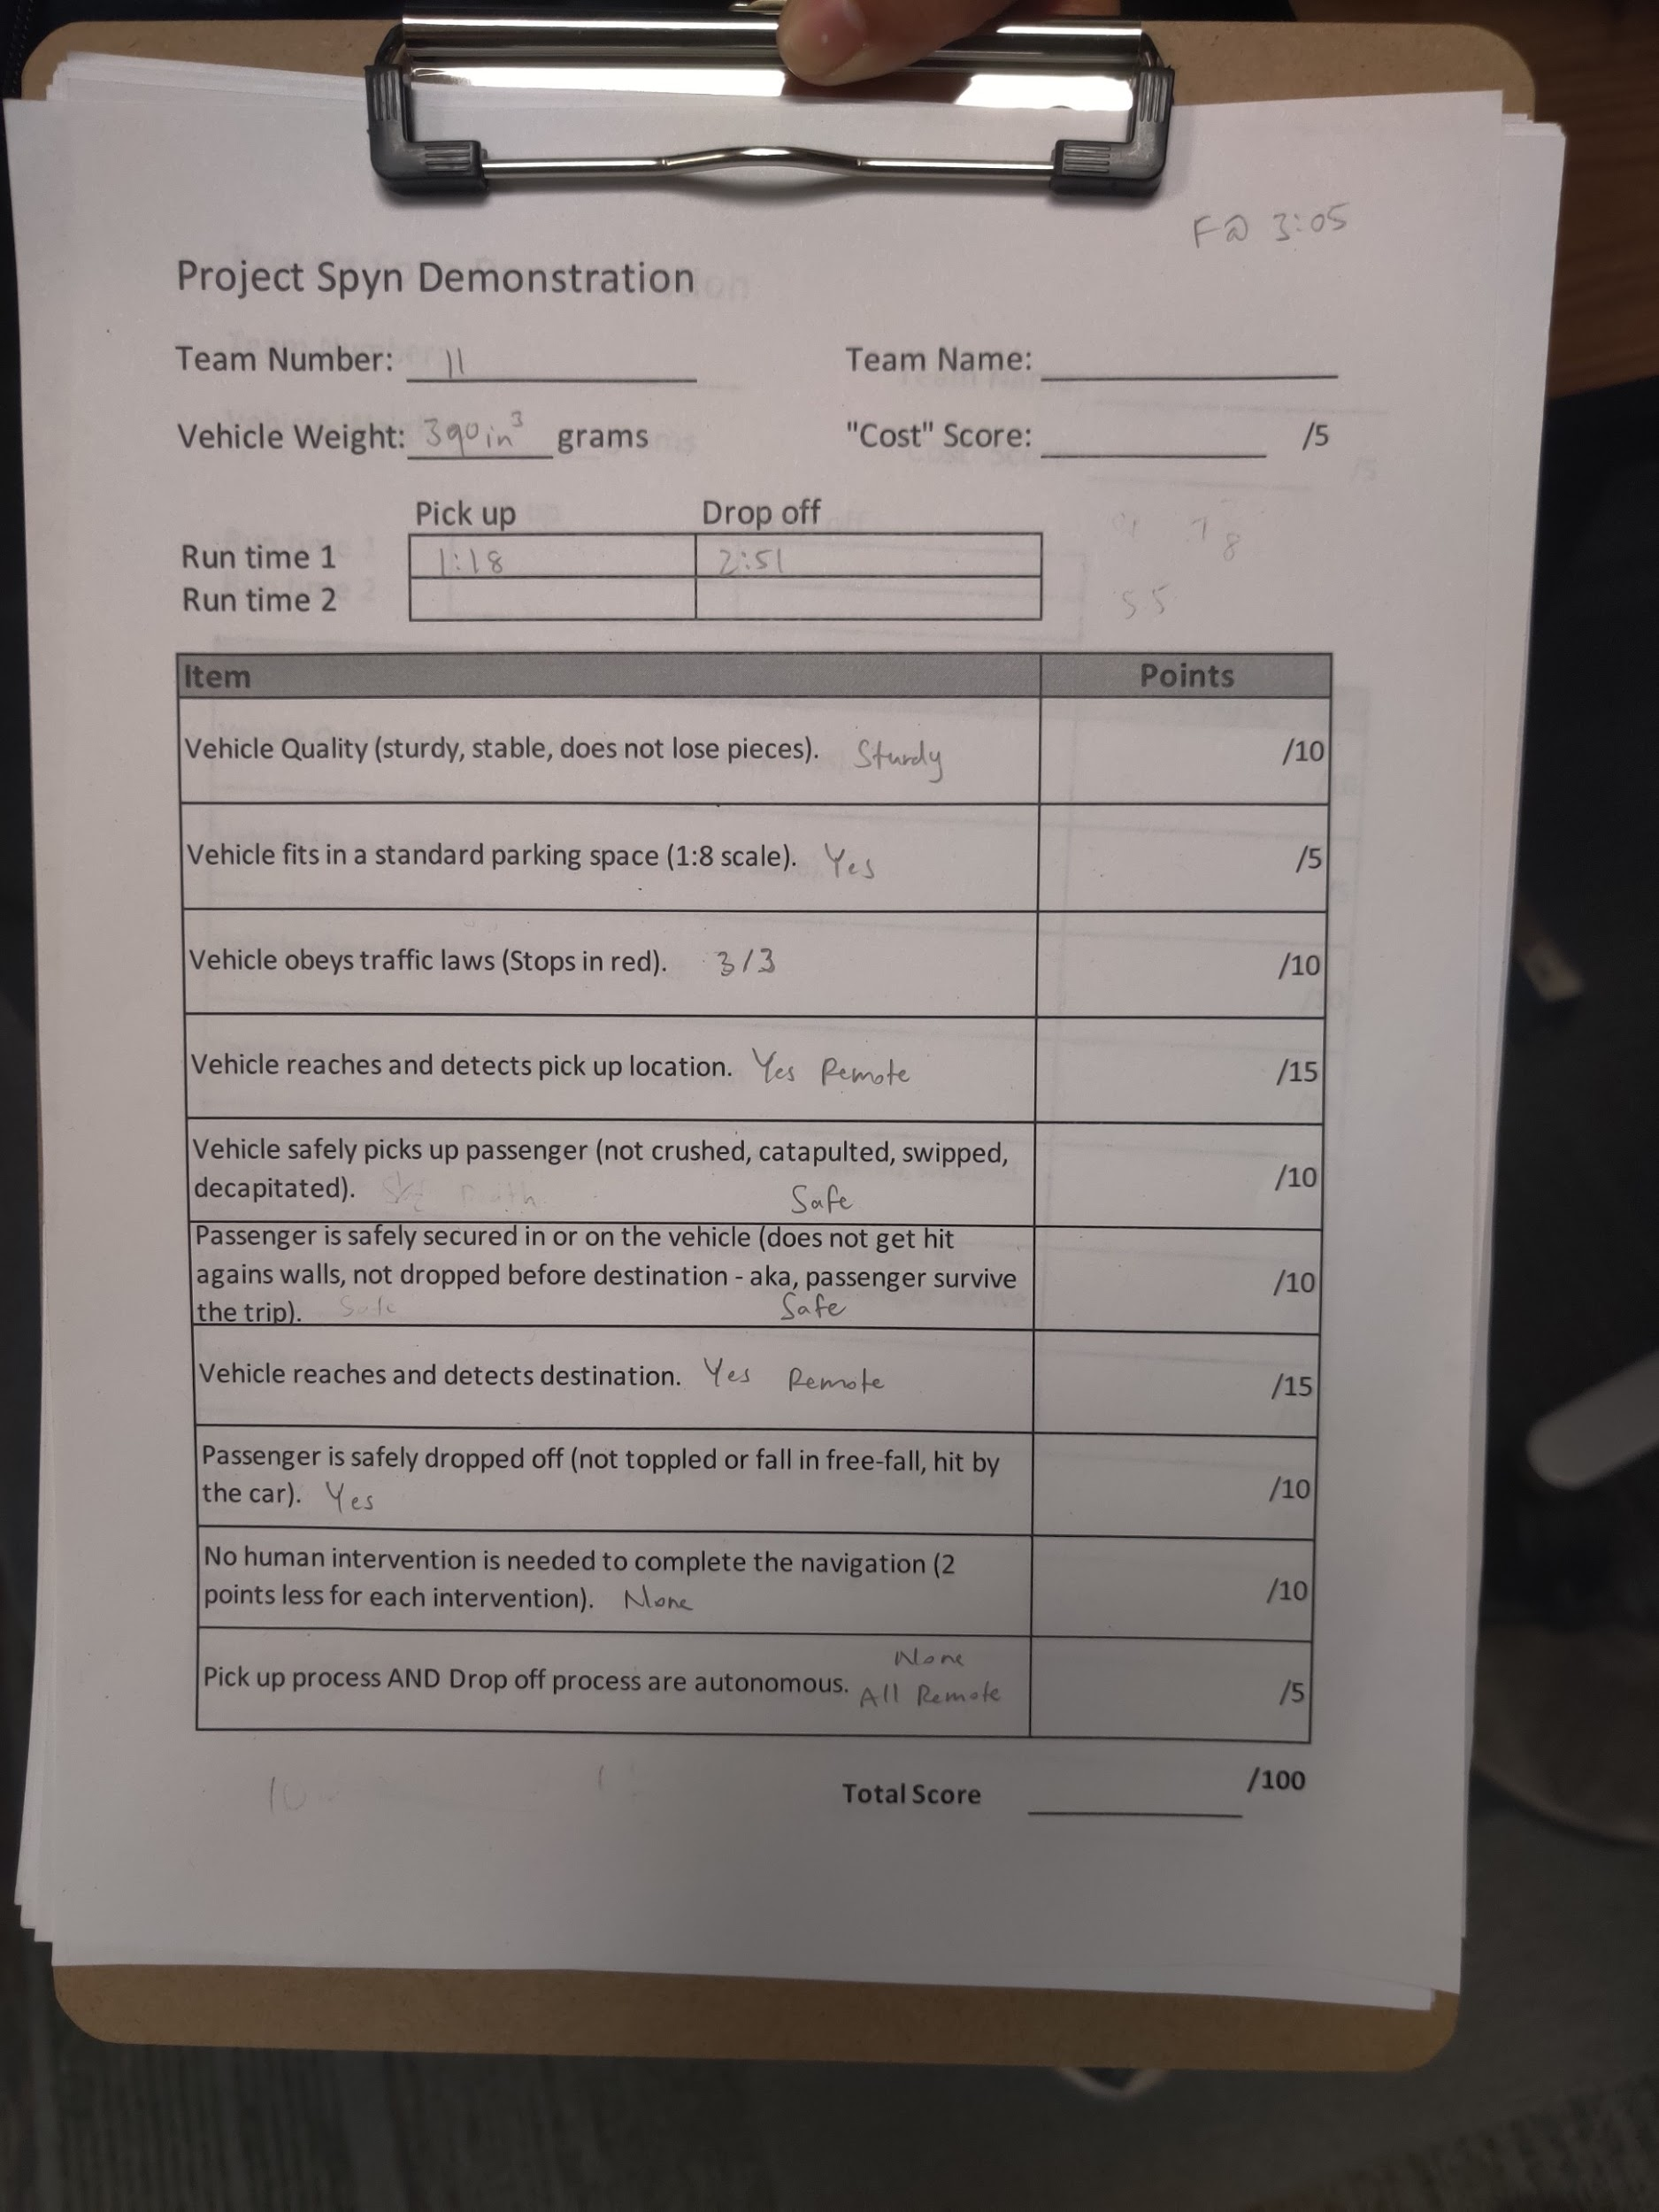 F@ 3:05
Project Spyn Demonstration
Team Number: 11 Team Name:
Vehicle Weight: 390in³ grams "Cost" Score: /5
Pick up Drop off
Run time 1 1:18 2:51
8
Run time 2
55
Item Points
Vehicle Quality (sturdy, stable, does not lose pieces). Sturdy /10
Vehicle fits in a standard parking space (1:8 scale). Yes /5
Vehicle obeys traffic laws (Stops in red). 3/3 /10
Vehicle reaches and detects pick up location. Yes Remote /15
Vehicle safely picks up passenger (not crushed, catapulted, swipped,
decapitated). Safe /10
Passenger is safely secured in or on the vehicle (does not get hit
agains walls, not dropped before destination - aka, passenger survive
the trip). Safe Safe /10
Vehicle reaches and detects destination. Yes Remote /15
Passenger is safely dropped off (not toppled or fall in free-fall, hit by
the car). Yes /10
No human intervention is needed to complete the navigation (2
points less for each intervention). None /10
None
Pick up process AND Drop off process are autonomous. All Remote /5
10
Total Score /100